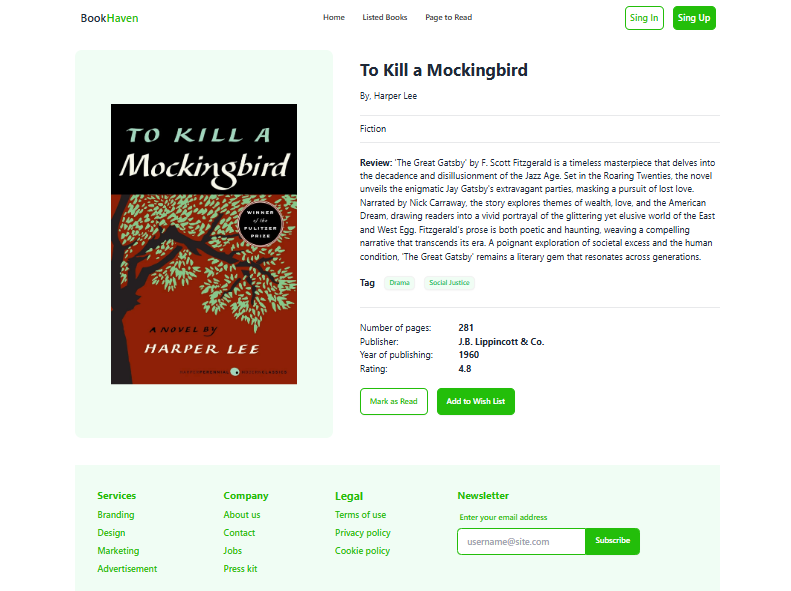 BookHaven
Home Listed Books Page to Read
Sing In Sing Up
TO KILL A
Mockingbird
WINNER
OF THE
PULITZER
PRIZE
A NOVEL BY
HARPER LEE
To Kill a Mockingbird
By, Harper Lee
Fiction
Review: 'The Great Gatsby' by F. Scott Fitzgerald is a timeless masterpiece that delves into
the decadence and disillusionment of the Jazz Age. Set in the Roaring Twenties, the novel
unveils the enigmatic Jay Gatsby's extravagant parties, masking a pursuit of lost love.
Narrated by Nick Carraway, the story explores themes of wealth, love, and the American
Dream, drawing readers into a vivid portrayal of the glittering yet elusive world of the East
and West Egg. Fitzgerald's prose is both poetic and haunting, weaving a compelling
narrative that transcends its era. A poignant exploration of societal excess and the human
condition, 'The Great Gatsby' remains a literary gem that resonates across generations.
Tag Drama Social Justice
Number of pages: 281
Publisher: J.B. Lippincott & Co.
Year of publishing: 1960
Rating: 4.8
Mark as Read Add to Wish List
Services
Branding
Design
Marketing
Advertisement
Company
About us
Contact
Jobs
Press kit
Legal
Terms of use
Privacy policy
Cookie policy
Newsletter
Enter your email address
username@site.com Subscribe